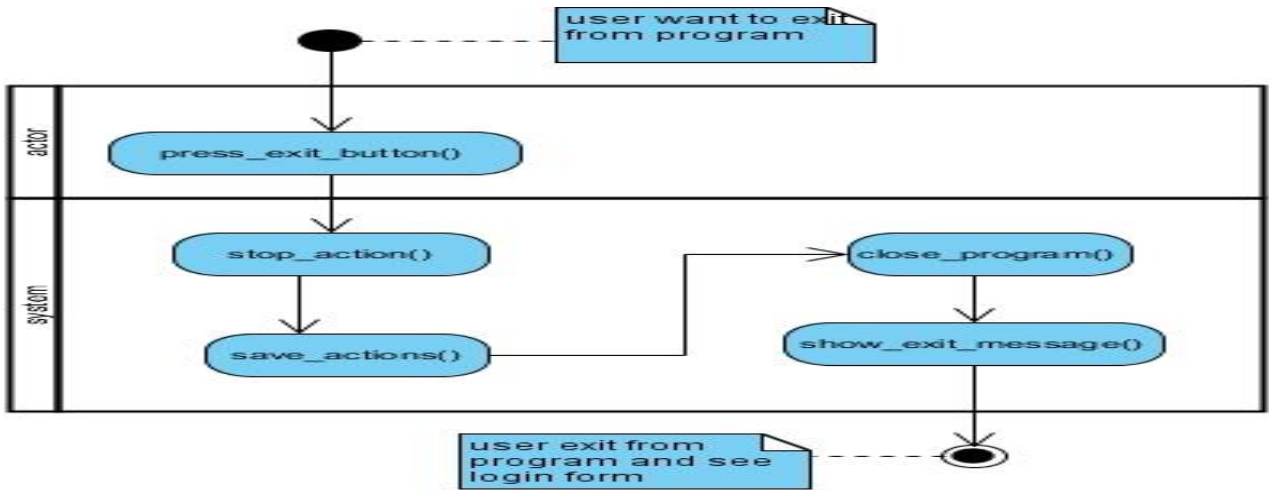 user want to exit
from program
actor
press_exit_button()
system
stop_action()
close_program()
save_actions()
show_exit_message()
user exit from
program and see
login form